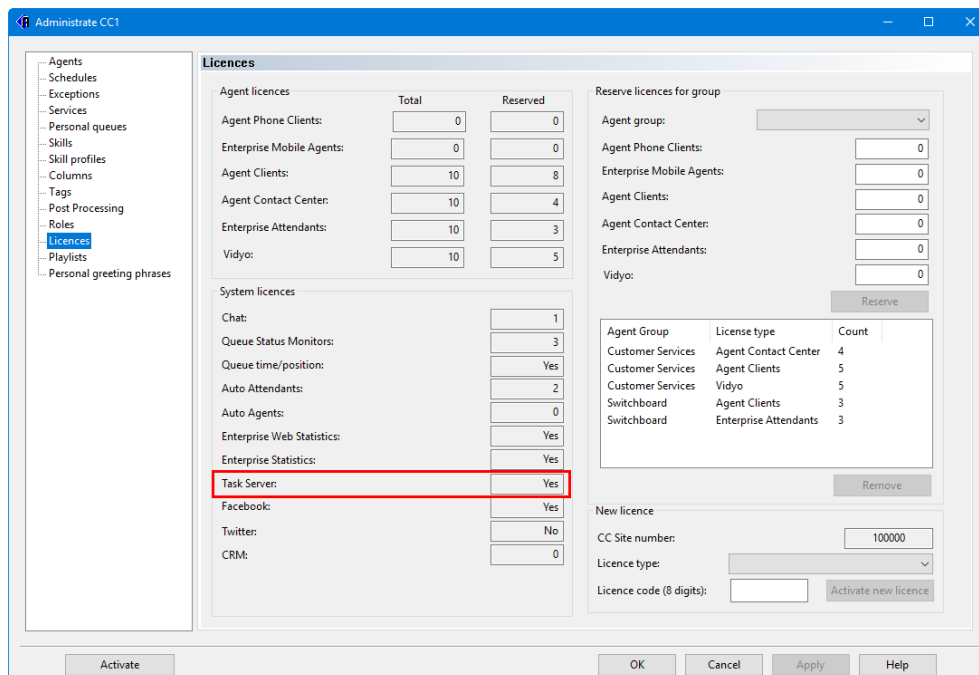 Administrate CC1
Agents
Schedules
Exceptions
Services
Personal queues
Skills
Skill profiles
Columns
Tags
Post Processing
Roles
Licences
Playlists
Personal greeting phrases
Licences
Agent licences
Total Reserved
Agent Phone Clients: 0 0
Enterprise Mobile Agents: 0 0
Agent Clients: 10 8
Agent Contact Center: 10 4
Enterprise Attendants: 10 3
Vidyo: 10 5
System licences
Chat: 1
Queue Status Monitors: 3
Queue time/position: Yes
Auto Attendants: 2
Auto Agents: 0
Enterprise Web Statistics: Yes
Enterprise Statistics: Yes
Task Server: Yes
Facebook: Yes
Twitter: No
CRM: 0
Reserve licences for group
Agent group:
Agent Phone Clients: 0
Enterprise Mobile Agents: 0
Agent Clients: 0
Agent Contact Center: 0
Enterprise Attendants: 0
Vidyo: 0
Reserve
Agent Group License type Count
Customer Services Agent Contact Center 4
Customer Services Agent Clients 5
Customer Services Vidyo 5
Switchboard Agent Clients 3
Switchboard Enterprise Attendants 3
Remove
New licence
CC Site number: 100000
Licence type:
Licence code (8 digits): Activate new licence
Activate OK Cancel Apply Help